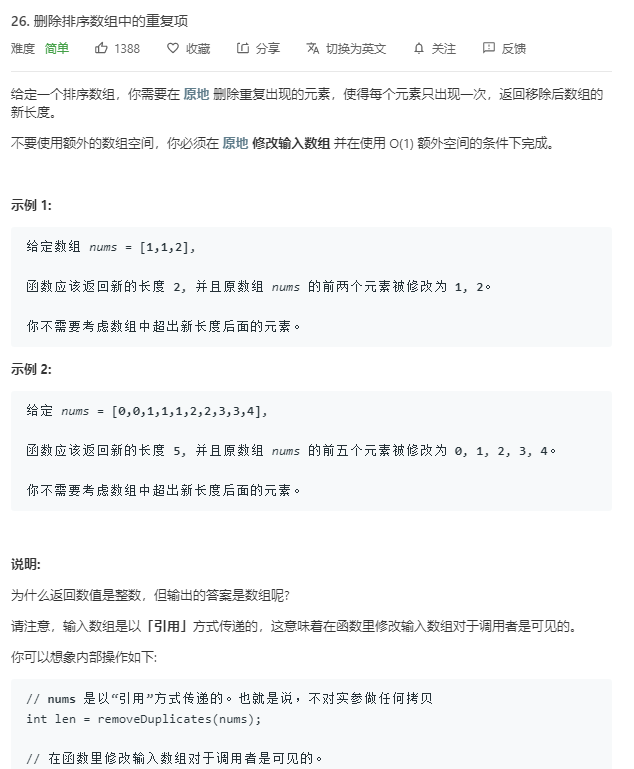 26. 删除排序数组中的重复项
难度 简单 1388 收藏 分享 切换为英文 关注 反馈
给定一个排序数组，你需要在 原地 删除重复出现的元素，使得每个元素只出现一次，返回移除后数组的
新长度。
不要使用额外的数组空间，你必须在 原地 修改输入数组 并在使用 O(1) 额外空间的条件下完成。
示例 1:
给定数组 nums = [1,1,2],
函数应该返回新的长度 2, 并且原数组 nums 的前两个元素被修改为 1, 2。
你不需要考虑数组中超出新长度后面的元素。
示例 2:
给定 nums = [0,0,1,1,1,2,2,3,3,4],
函数应该返回新的长度 5, 并且原数组 nums 的前五个元素被修改为 0, 1, 2, 3, 4。
你不需要考虑数组中超出新长度后面的元素。
说明:
为什么返回数值是整数，但输出的答案是数组呢?
请注意，输入数组是以「引用」方式传递的，这意味着在函数里修改输入数组对于调用者是可见的。
你可以想象内部操作如下:
// nums 是以“引用”方式传递的。也就是说，不对实参做任何拷贝
int len = removeDuplicates(nums);
// 在函数里修改输入数组对于调用者是可见的。